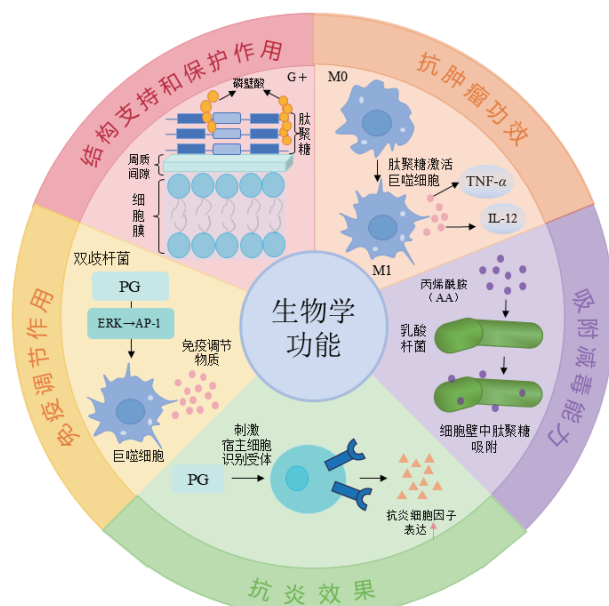 结构支持和保护作用
磷壁酸
G+
肽
聚
糖
周质
间隙
细
胞
膜
抗肿瘤功效
M0
肽聚糖激活
巨噬细胞
TNF-α
IL-12
M1
吸附减毒能力
丙烯酰胺
（AA）
乳酸
杆菌
细胞壁中肽聚糖
吸附
抗炎效果
PG
刺激
宿主细胞
识别受体
抗炎细胞因子
表达
免疫调节作用
双歧杆菌
PG
ERK→AP-1
免疫调节
物质
巨噬细胞
生物学
功能